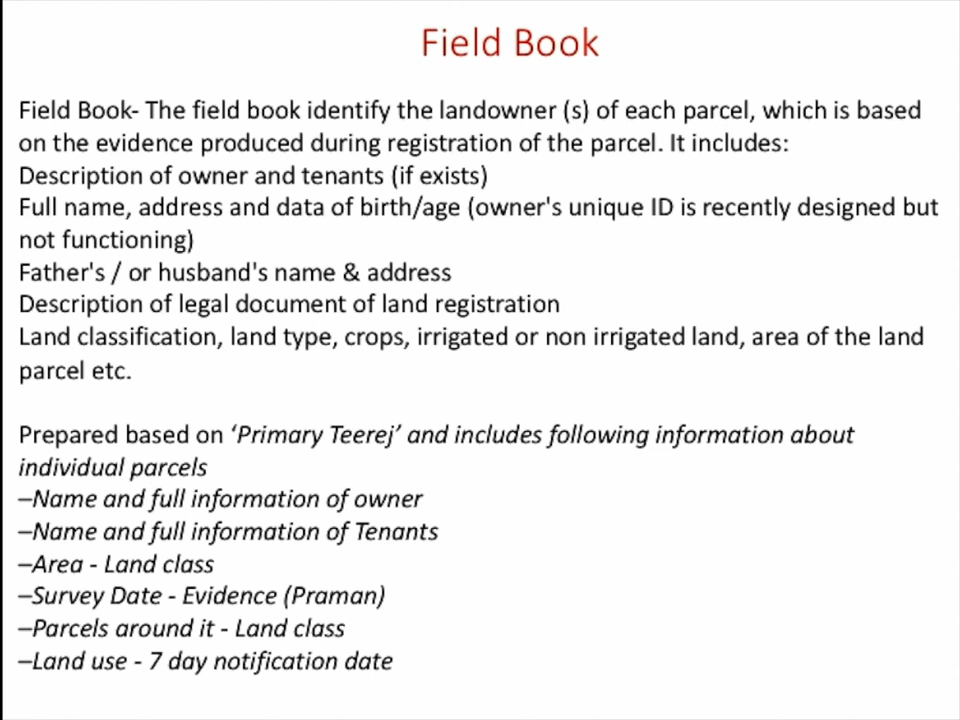 Field Book
Field Book- The field book identify the landowner (s) of each parcel, which is based
on the evidence produced during registration of the parcel. It includes:
Description of owner and tenants (if exists)
Full name, address and data of birth/age (owner's unique ID is recently designed but
not functioning)
Father's / or husband's name & address
Description of legal document of land registration
Land classification, land type, crops, irrigated or non irrigated land, area of the land
parcel etc.
Prepared based on ‘Primary Teerej’ and includes following information about
individual parcels
–Name and full information of owner
–Name and full information of Tenants
–Area - Land class
–Survey Date - Evidence (Praman)
–Parcels around it - Land class
–Land use - 7 day notification date